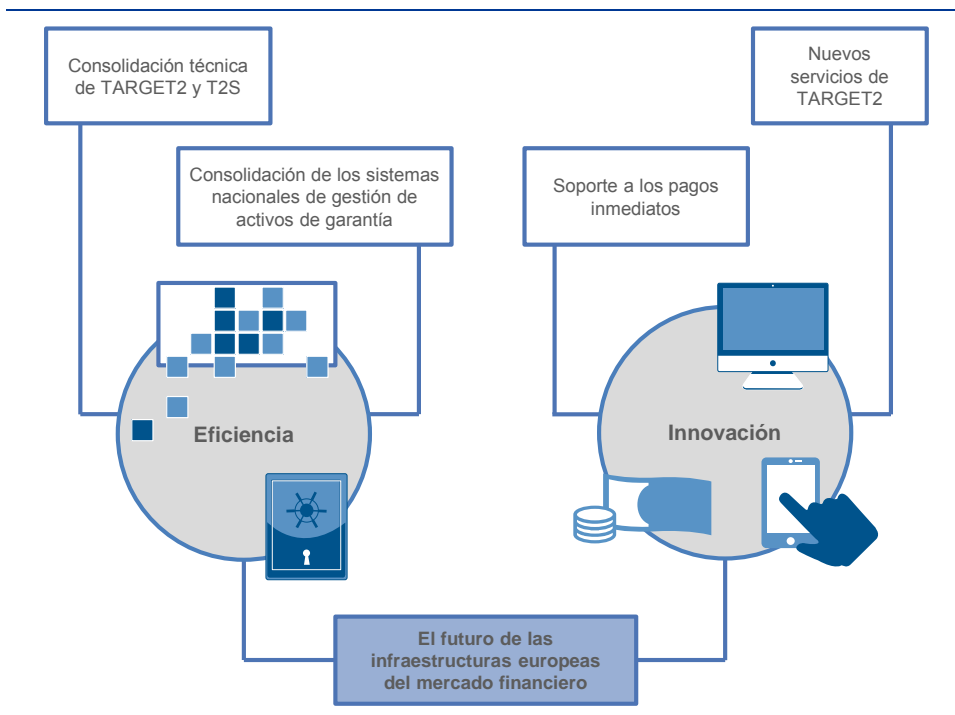 Consolidación técnica
de TARGET2 y T2S
Nuevos
servicios de
TARGET2
Consolidación de los sistemas
nacionales de gestión de
activos de garantía
Soporte a los pagos
inmediatos
Eficiencia
Innovación
El futuro de las
infraestructuras europeas
del mercado financiero